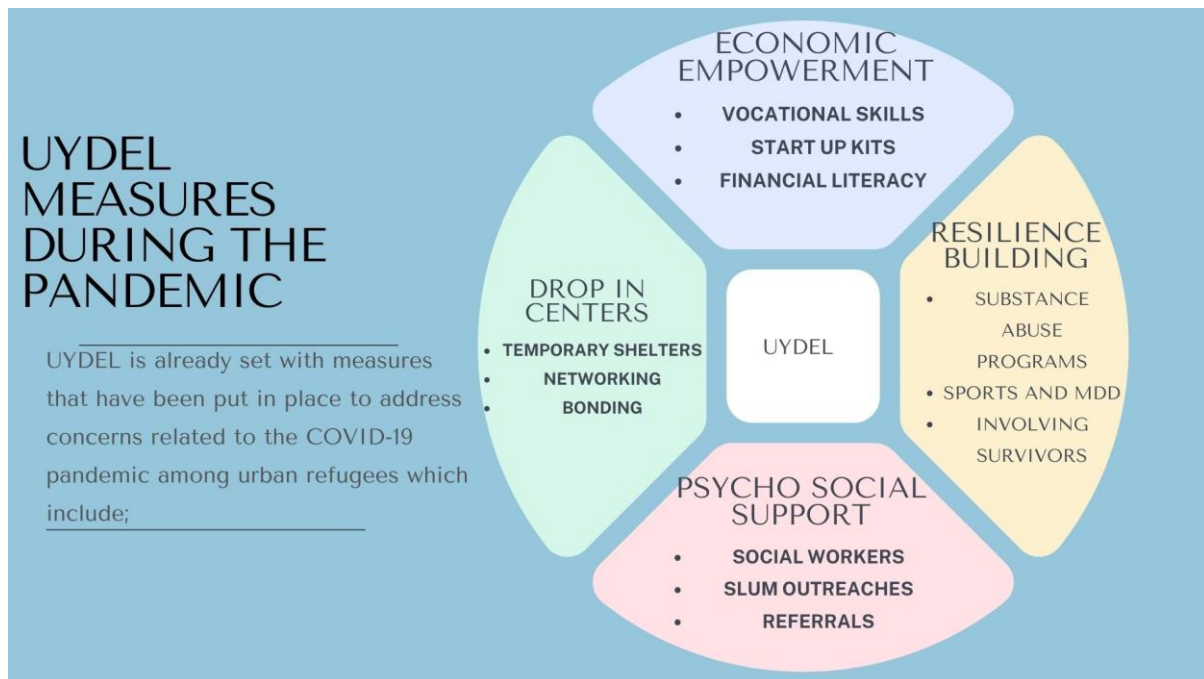 UYDEL
MEASURES
DURING THE
PANDEMIC
UYDEL is already set with measures
that have been put in place to address
concerns related to the COVID-19
pandemic among urban refugees which
include;
ECONOMIC
EMPOWERMENT
• VOCATIONAL SKILLS
• START UP KITS
• FINANCIAL LITERACY
DROP IN
CENTERS
• TEMPORARY SHELTERS
• NETWORKING
• BONDING
UYDEL
RESILIENCE
BUILDING
• SUBSTANCE
ABUSE
PROGRAMS
• SPORTS AND MDD
• INVOLVING
SURVIVORS
PSYCHO SOCIAL
SUPPORT
• SOCIAL WORKERS
• SLUM OUTREACHES
• REFERRALS